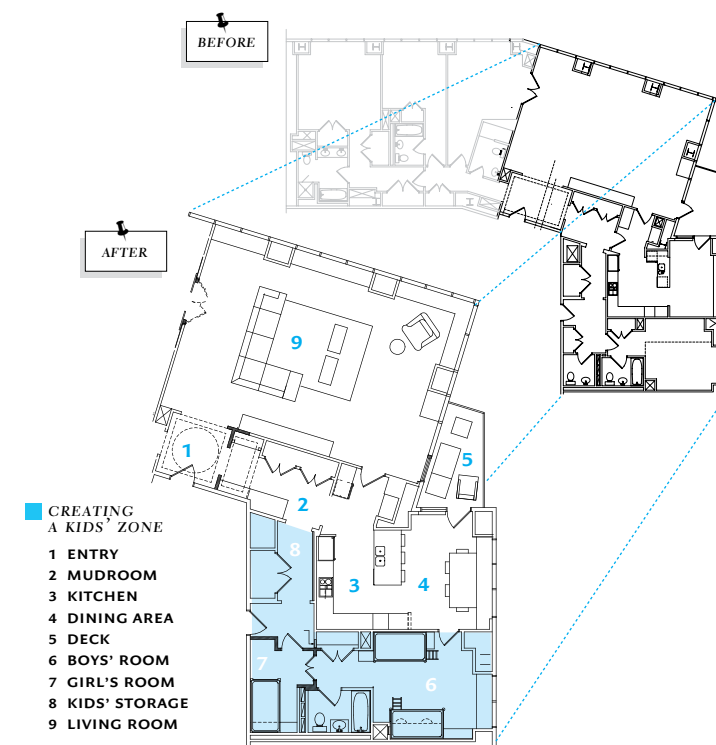 BEFORE
AFTER
9
1
5
2
8
3
4
7
6
CREATING
A KIDS’ ZONE
1 ENTRY
2 MUDROOM
3 KITCHEN
4 DINING AREA
5 DECK
6 BOYS’ ROOM
7 GIRL’S ROOM
8 KIDS’ STORAGE
9 LIVING ROOM